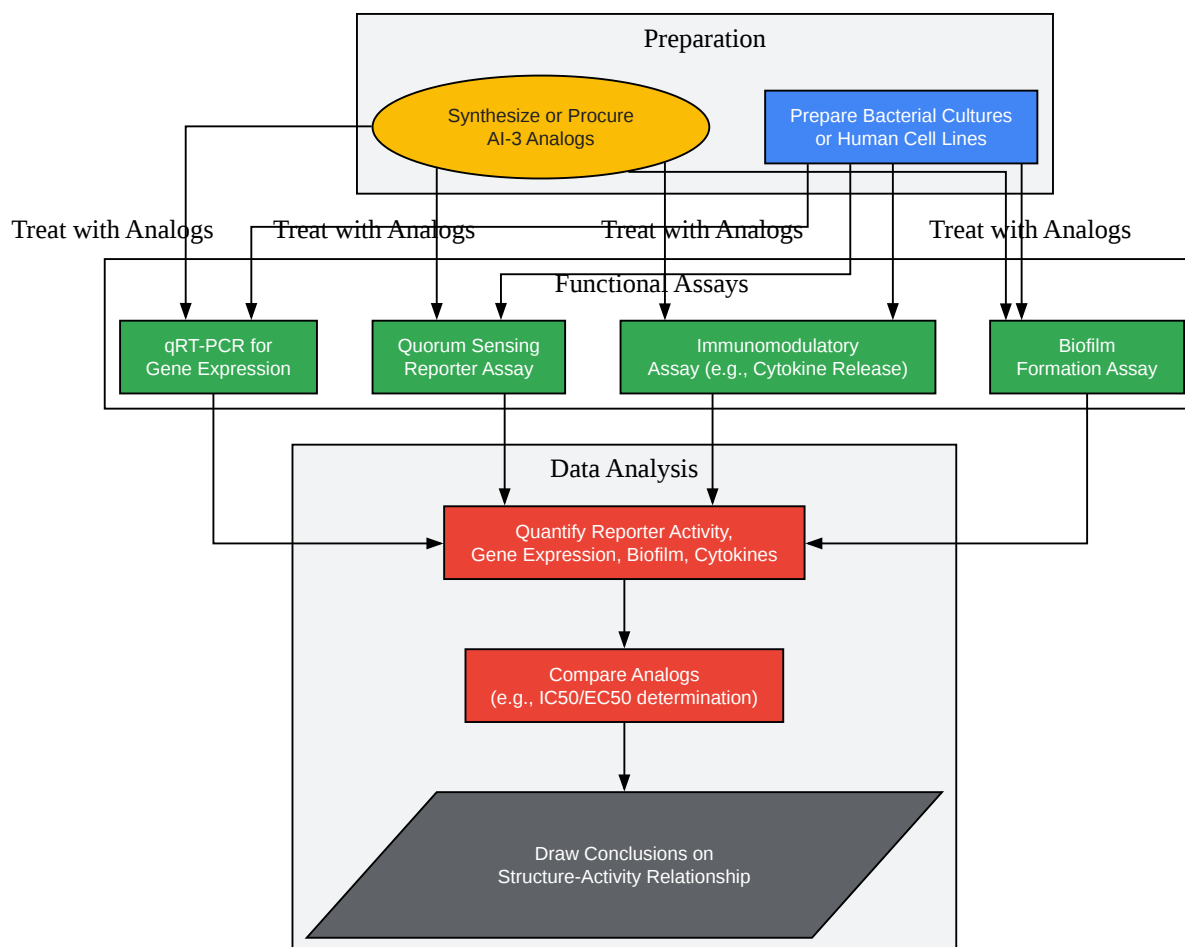 Preparation
Synthesize or Procure
AI-3 Analogs
Prepare Bacterial Cultures
or Human Cell Lines
Treat with Analogs
Treat with Analogs
Treat with Analogs
Treat with Analogs
Functional Assays
qRT-PCR for
Gene Expression
Quorum Sensing
Reporter Assay
Immunomodulatory
Assay (e.g., Cytokine Release)
Biofilm
Formation Assay
Data Analysis
Quantify Reporter Activity,
Gene Expression, Biofilm, Cytokines
Compare Analogs
(e.g., IC50/EC50 determination)
Draw Conclusions on
Structure-Activity Relationship